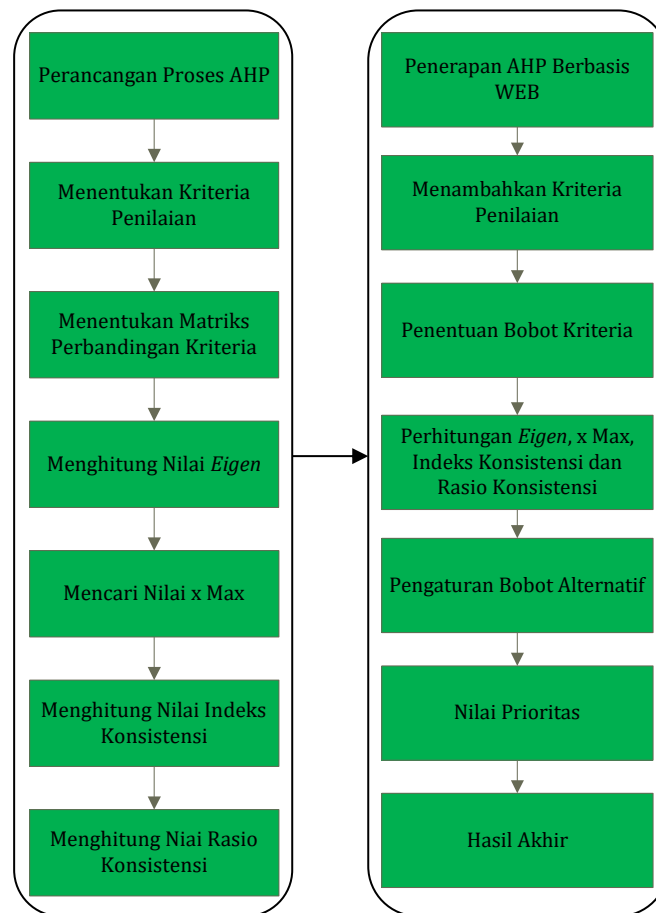 Perancangan Proses AHP
Menentukan Kriteria
Penilaian
Menentukan Matriks
Perbandingan Kriteria
Menghitung Nilai Eigen
Mencari Nilai x Max
Menghitung Nilai Indeks
Konsistensi
Menghitung Niai Rasio
Konsistensi
Penerapan AHP Berbasis
WEB
Menambahkan Kriteria
Penilaian
Penentuan Bobot Kriteria
Perhitungan Eigen, x Max,
Indeks Konsistensi dan
Rasio Konsistensi
Pengaturan Bobot Alternatif
Nilai Prioritas
Hasil Akhir